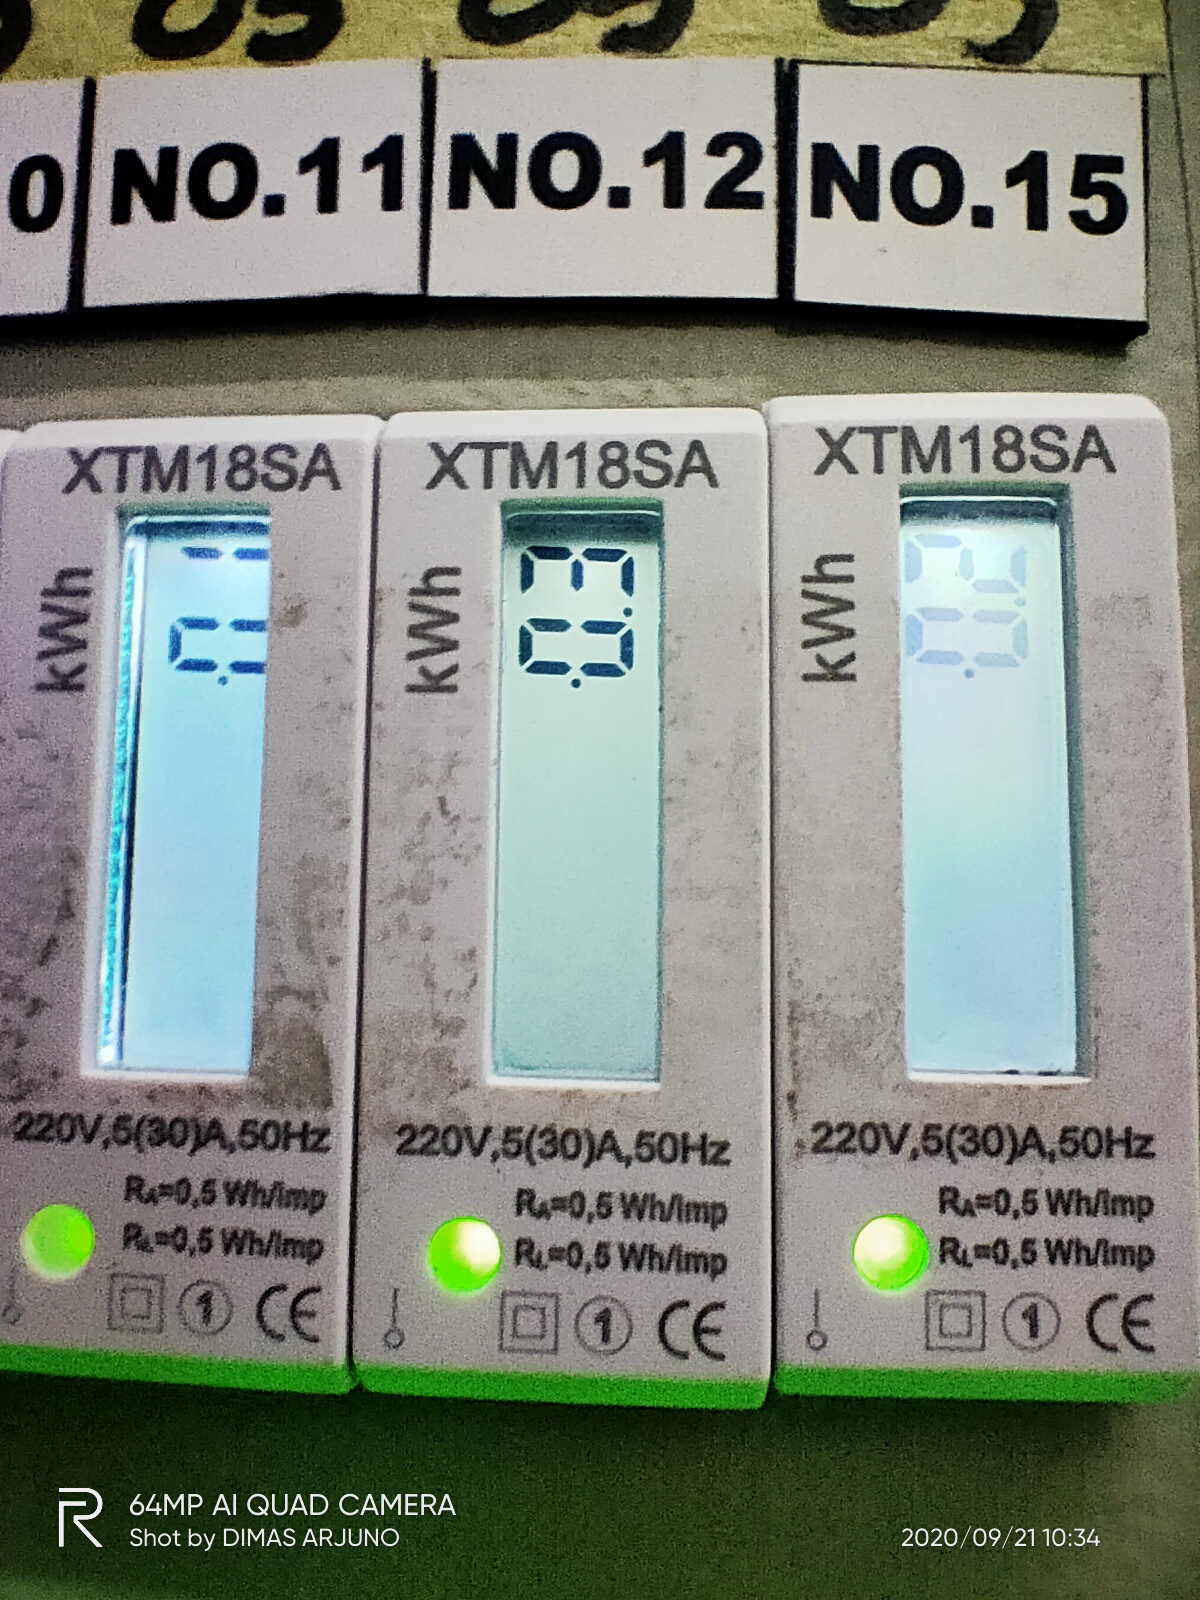 0 NO.11 NO.12 NO.15
XTM18SA XTM18SA XTM18SA
kWh kWh kWh
220V,5(30)A,50Hz 220V,5(30)A,50Hz 220V,5(30)A,50Hz
RA=0,5 Wh/imp RA=0,5 Wh/imp RA=0,5 Wh/imp
RL=0,5 Wh/imp RL=0,5 Wh/imp RL=0,5 Wh/imp
1 CE 1 CE 1 CE
R 64MP AI QUAD CAMERA
Shot by DIMAS ARJUNO 2020/09/21 10:34